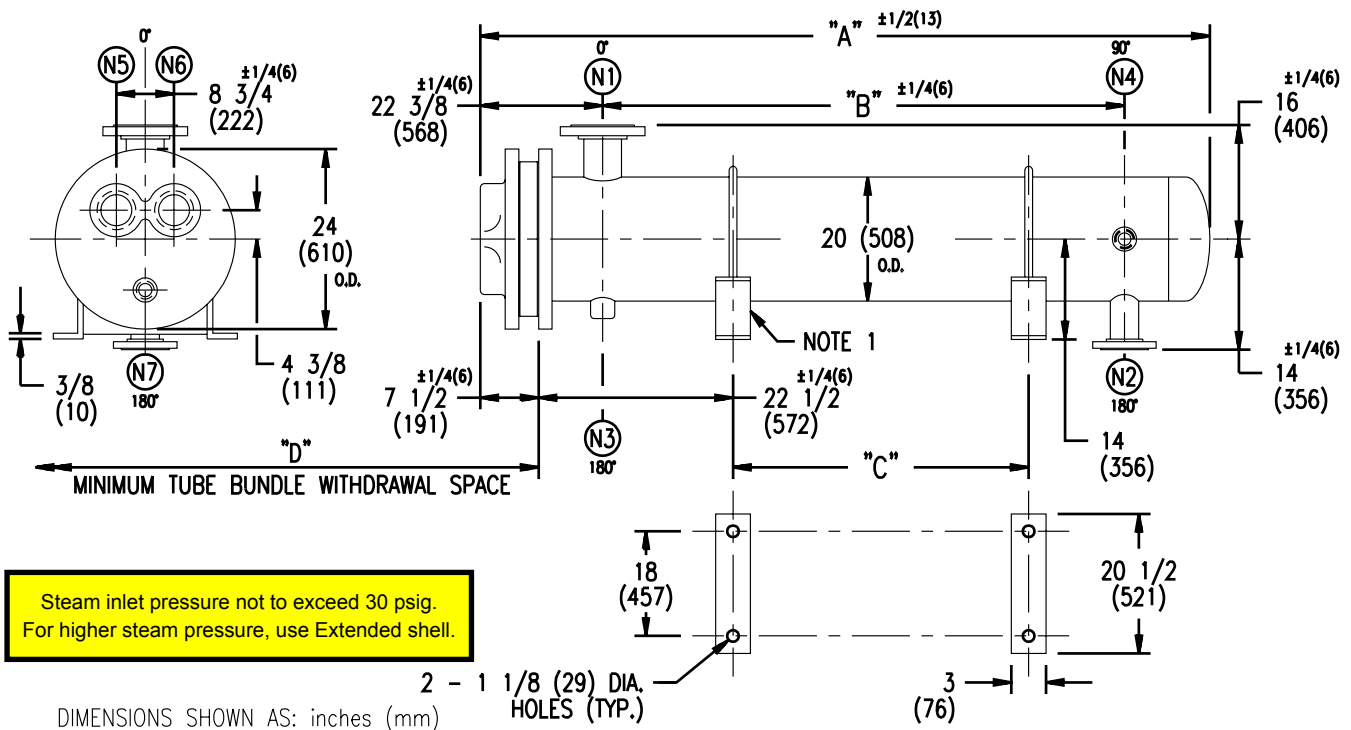 0°
N5
N6
±1/4(6)
8 3/4
(222)
24
(610)
O.D.
3/8
(10)
N7
180°
4 3/8
(111)
"A" ±1/2(13)
±1/4(6)
22 3/8
(568)
0°
N1
"B" ±1/4(6)
90°
N4
±1/4(6)
16
(406)
20 (508)
O.D.
NOTE 1
±1/4(6)
7 1/2
(191)
±1/4(6)
22 1/2
(572)
N3
180°
"C"
N2
180°
14
(356)
±1/4(6)
14
(356)
"D"
MINIMUM TUBE BUNDLE WITHDRAWAL SPACE
18
(457)
20 1/2
(521)
2 - 1 1/8 (29) DIA.
HOLES (TYP.)
3
(76)
Steam inlet pressure not to exceed 30 psig.
For higher steam pressure, use Extended shell.
DIMENSIONS SHOWN AS: inches (mm)